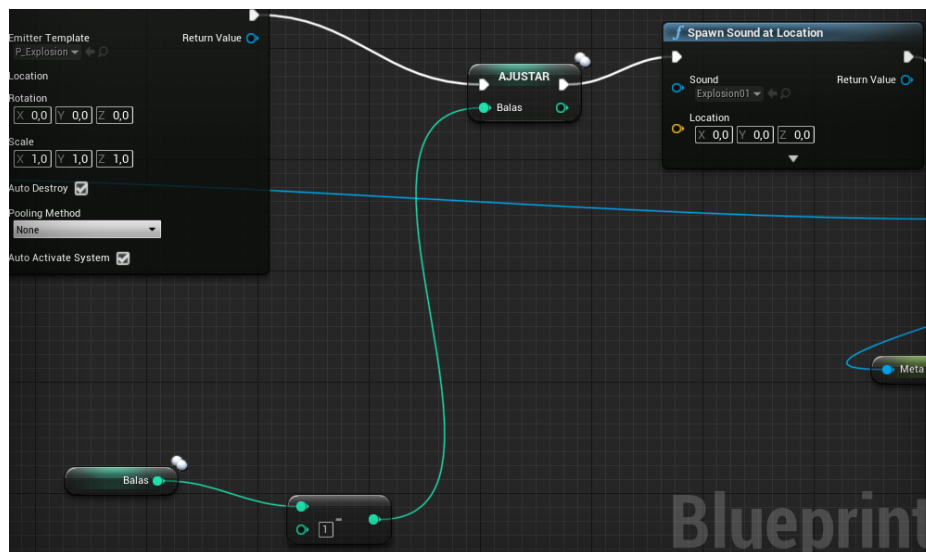 Emitter Template
Return Value
P_Explosion
Location
Rotation
X 0,0 Y 0,0 Z 0,0
Scale
X 1,0 Y 1,0 Z 1,0
Auto Destroy
Pooling Method
None
Auto Activate System
AJUSTAR
Balas
f Spawn Sound at Location
Sound
Return Value
Explosion01
Location
X 0,0 Y 0,0 Z 0,0
Meta
Balas
1 -
Blueprint